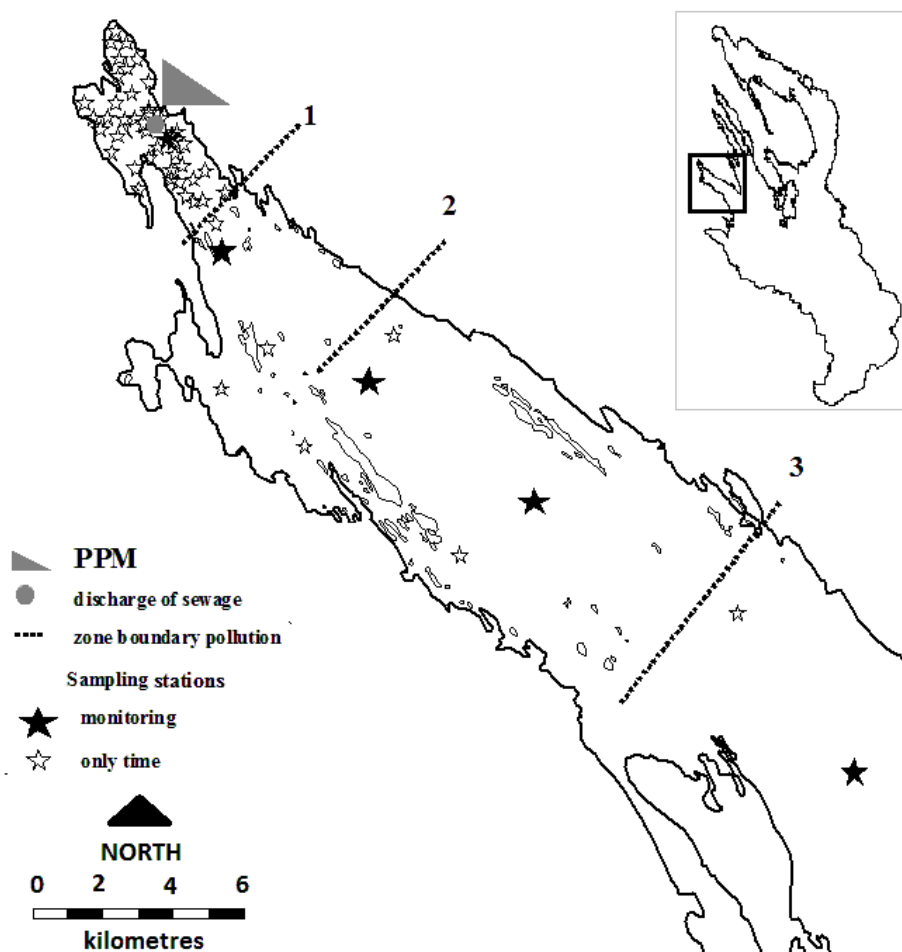 1
2
3
PPM
discharge of sewage
zone boundary pollution
Sampling stations
monitoring
only time
NORTH
0 2 4 6
kilometres